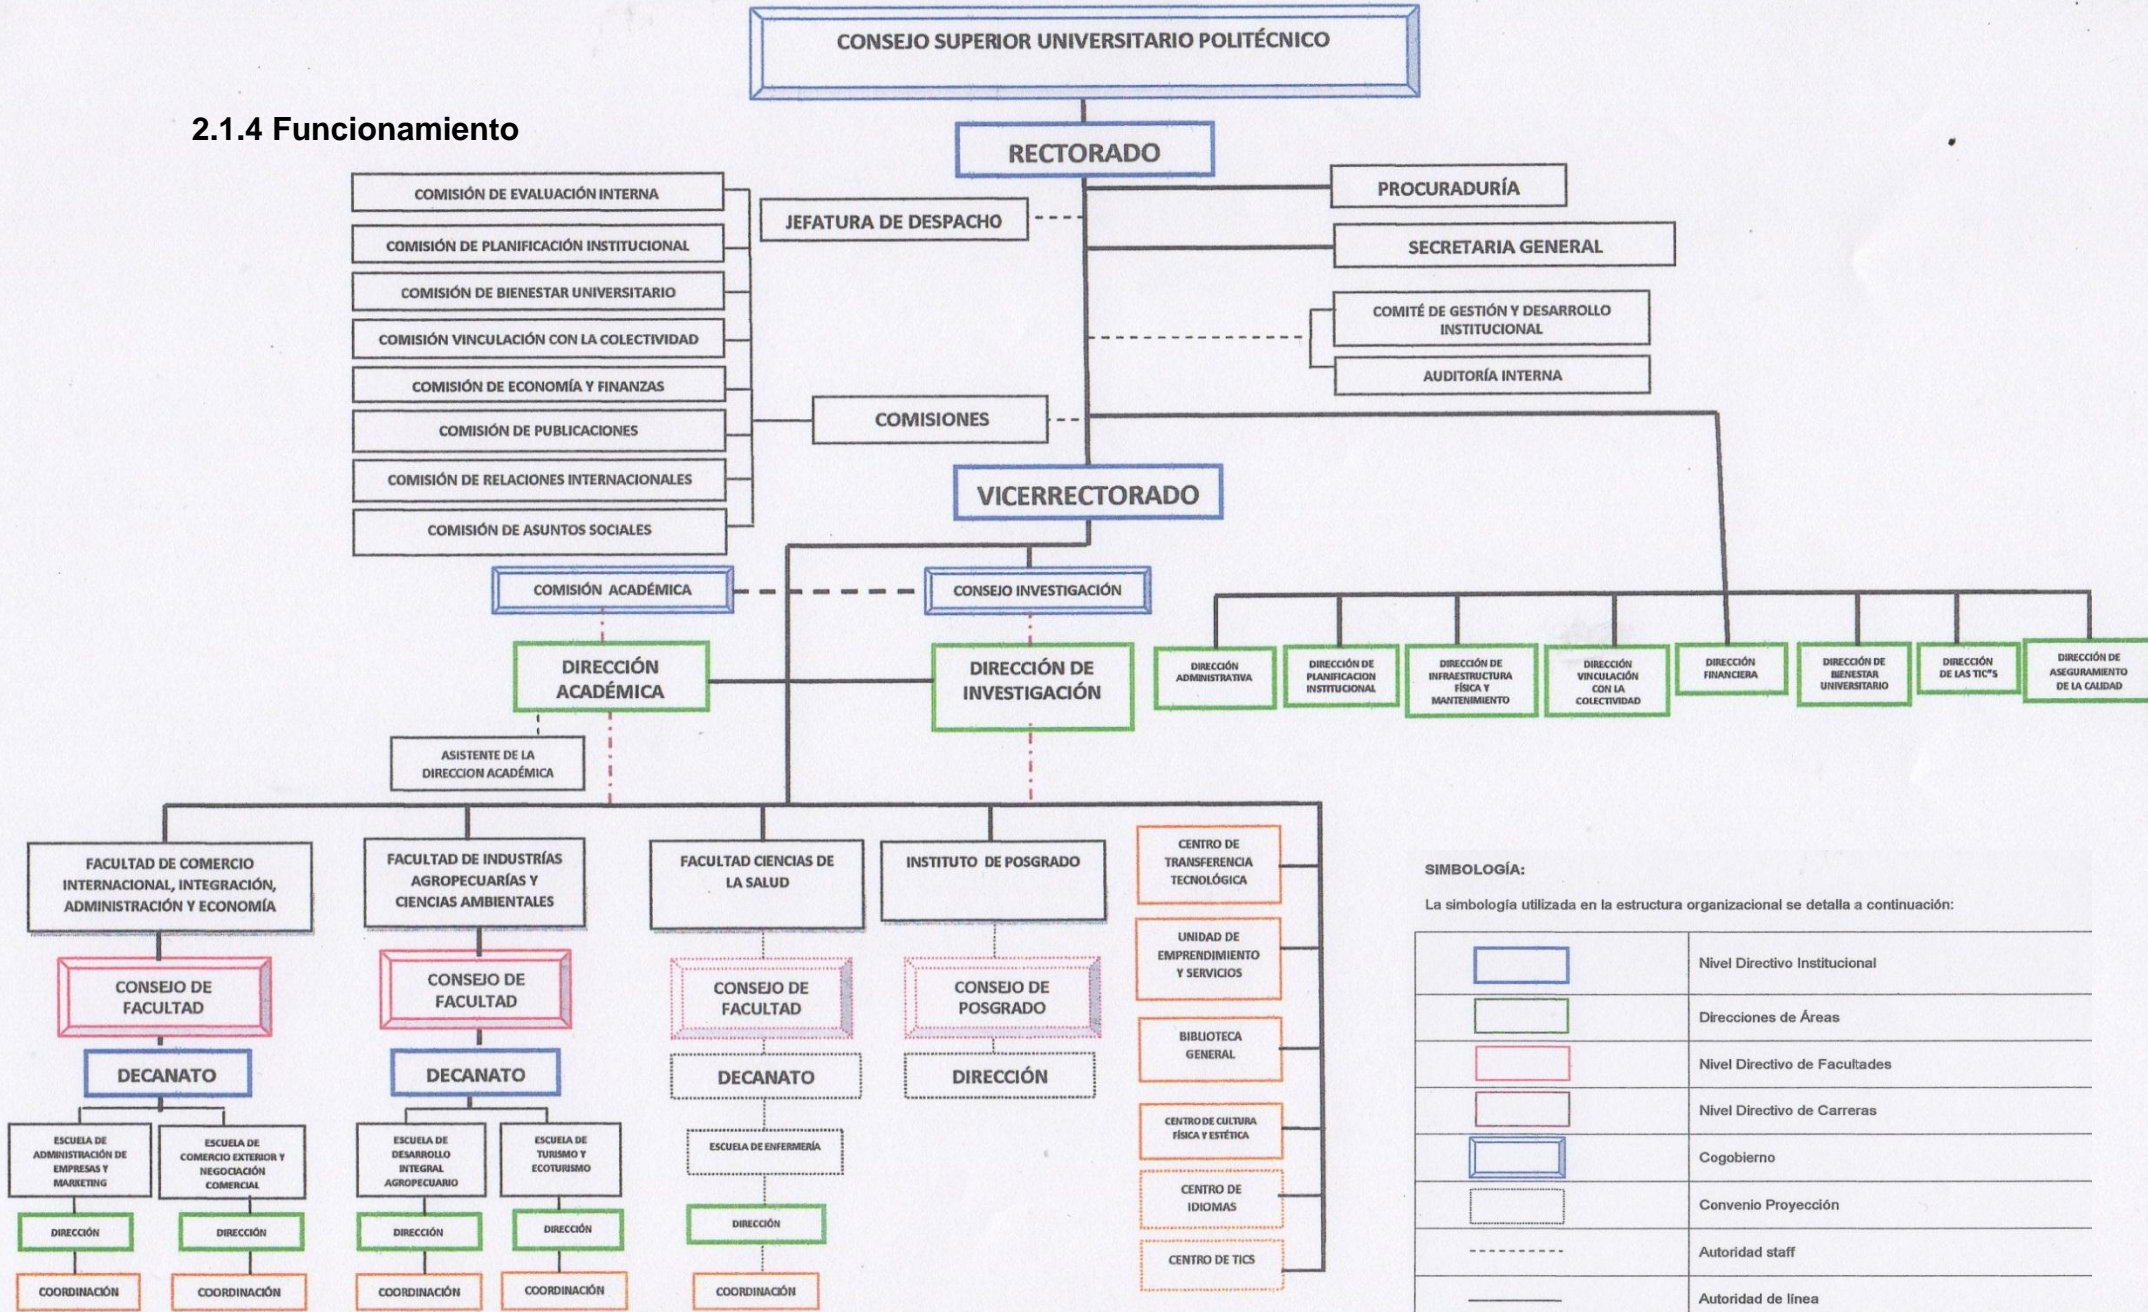 CONSEJO SUPERIOR UNIVERSITARIO POLITÉCNICO
2.1.4 Funcionamiento
RECTORADO
COMISIÓN DE EVALUACIÓN INTERNA
COMISIÓN DE PLANIFICACIÓN INSTITUCIONAL
COMISIÓN DE BIENESTAR UNIVERSITARIO
COMISIÓN VINCULACIÓN CON LA COLECTIVIDAD
COMISIÓN DE ECONOMÍA Y FINANZAS
COMISIÓN DE PUBLICACIONES
COMISIÓN DE RELACIONES INTERNACIONALES
COMISIÓN DE ASUNTOS SOCIALES
JEFATURA DE DESPACHO
COMISIONES
PROCURADURÍA
SECRETARIA GENERAL
COMITÉ DE GESTIÓN Y DESARROLLO
INSTITUCIONAL
AUDITORÍA INTERNA
VICERRECTORADO
COMISIÓN ACADÉMICA
CONSEJO INVESTIGACIÓN
DIRECCIÓN
ACADÉMICA
DIRECCIÓN DE
INVESTIGACIÓN
ASISTENTE DE LA
DIRECCION ACADÉMICA
DIRECCIÓN
ADMINISTRATIVA
DIRECCIÓN DE
PLANIFICACION
INSTITUCIONAL
DIRECCIÓN DE
INFRAESTRUCTURA
FÍSICA Y
MANTENIMIENTO
DIRECCIÓN
VINCULACIÓN
CON LA
COLECTIVIDAD
DIRECCIÓN
FINANCIERA
DIRECCIÓN DE
BIENESTAR
UNIVERSITARIO
DIRECCIÓN
DE LAS TIC"S
DIRECCIÓN DE
ASEGURAMIENTO
DE LA CALIDAD
FACULTAD DE COMERCIO
INTERNACIONAL, INTEGRACIÓN,
ADMINISTRACIÓN Y ECONOMÍA
CONSEJO DE
FACULTAD
DECANATO
ESCUELA DE
ADMINISTRACIÓN DE
EMPRESAS Y
MARKETING
DIRECCIÓN
COORDINACIÓN
ESCUELA DE
COMERCIO EXTERIOR Y
NEGOCIACIÓN
COMERCIAL
DIRECCIÓN
COORDINACIÓN
FACULTAD DE INDUSTRÍAS
AGROPECUARÍAS Y
CIENCIAS AMBIENTALES
CONSEJO DE
FACULTAD
DECANATO
ESCUELA DE
DESARROLLO
INTEGRAL
AGROPECUARIO
DIRECCIÓN
COORDINACIÓN
ESCUELA DE
TURISMO Y
ECOTURISMO
DIRECCIÓN
COORDINACIÓN
FACULTAD CIENCIAS DE
LA SALUD
CONSEJO DE
FACULTAD
DECANATO
ESCUELA DE ENFERMERÍA
DIRECCIÓN
COORDINACIÓN
INSTITUTO DE POSGRADO
CONSEJO DE
POSGRADO
DIRECCIÓN
CENTRO DE
TRANSFERENCIA
TECNOLÓGICA
UNIDAD DE
EMPRENDIMIENTO
Y SERVICIOS
BIBLIOTECA
GENERAL
CENTRO DE CULTURA
FÍSICA Y ESTÉTICA
CENTRO DE
IDIOMAS
CENTRO DE TICS
SIMBOLOGÍA:
La simbología utilizada en la estructura organizacional se detalla a continuación:
Nivel Directivo Institucional
Direcciones de Áreas
Nivel Directivo de Facultades
Nivel Directivo de Carreras
Cogobierno
Convenio Proyección
Autoridad staff
Autoridad de línea